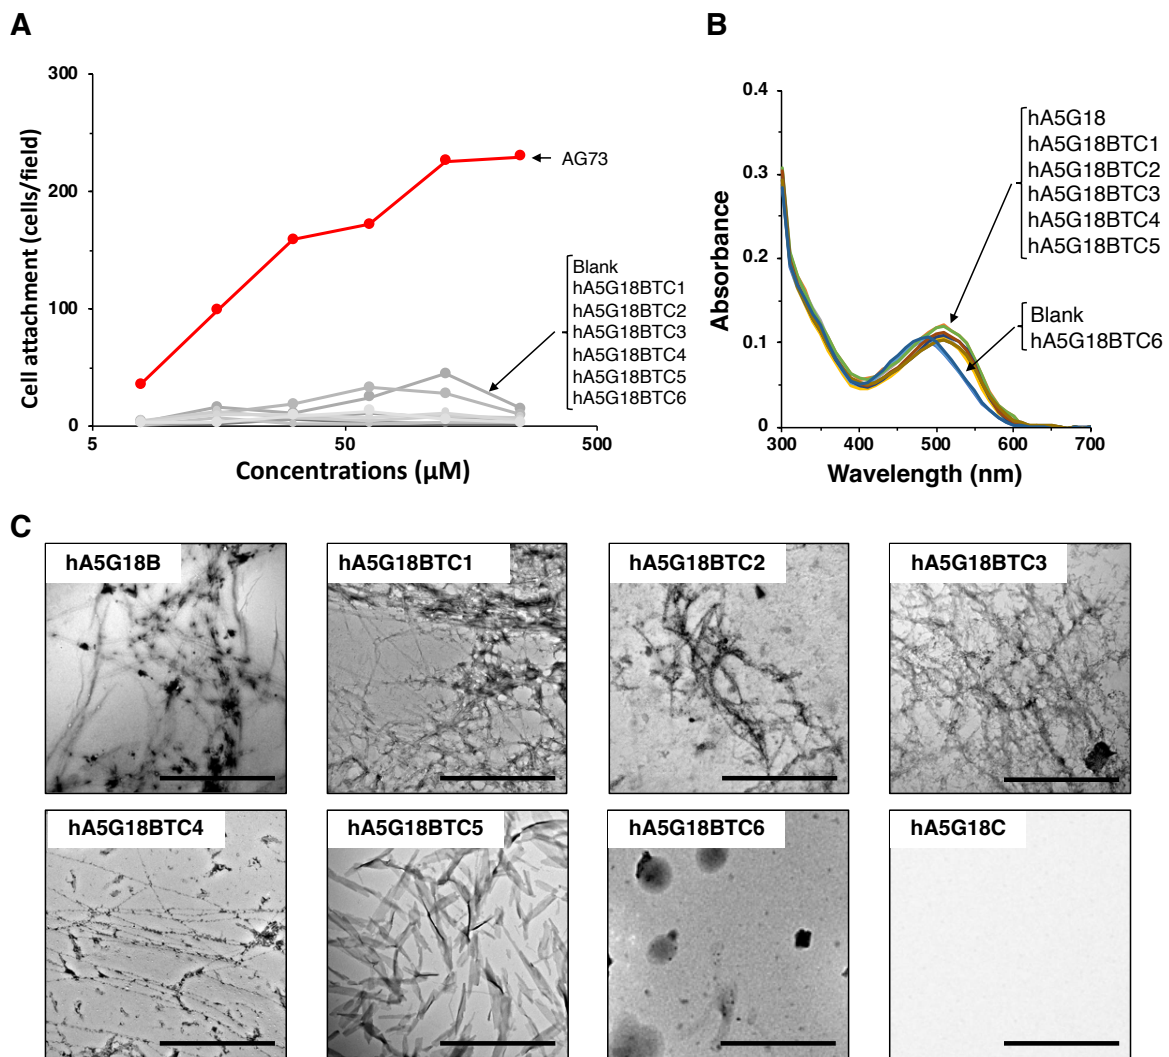 A
300
200
100
0
5
50
500
Cell attachment (cells/field)
Concentrations (µM)
AG73
Blank
hA5G18BTC1
hA5G18BTC2
hA5G18BTC3
hA5G18BTC4
hA5G18BTC5
hA5G18BTC6
B
0.4
0.3
0.2
0.1
0
300
400
500
600
700
Absorbance
Wavelength (nm)
hA5G18
hA5G18BTC1
hA5G18BTC2
hA5G18BTC3
hA5G18BTC4
hA5G18BTC5
Blank
hA5G18BTC6
C
hA5G18B
hA5G18BTC1
hA5G18BTC2
hA5G18BTC3
hA5G18BTC4
hA5G18BTC5
hA5G18BTC6
hA5G18C